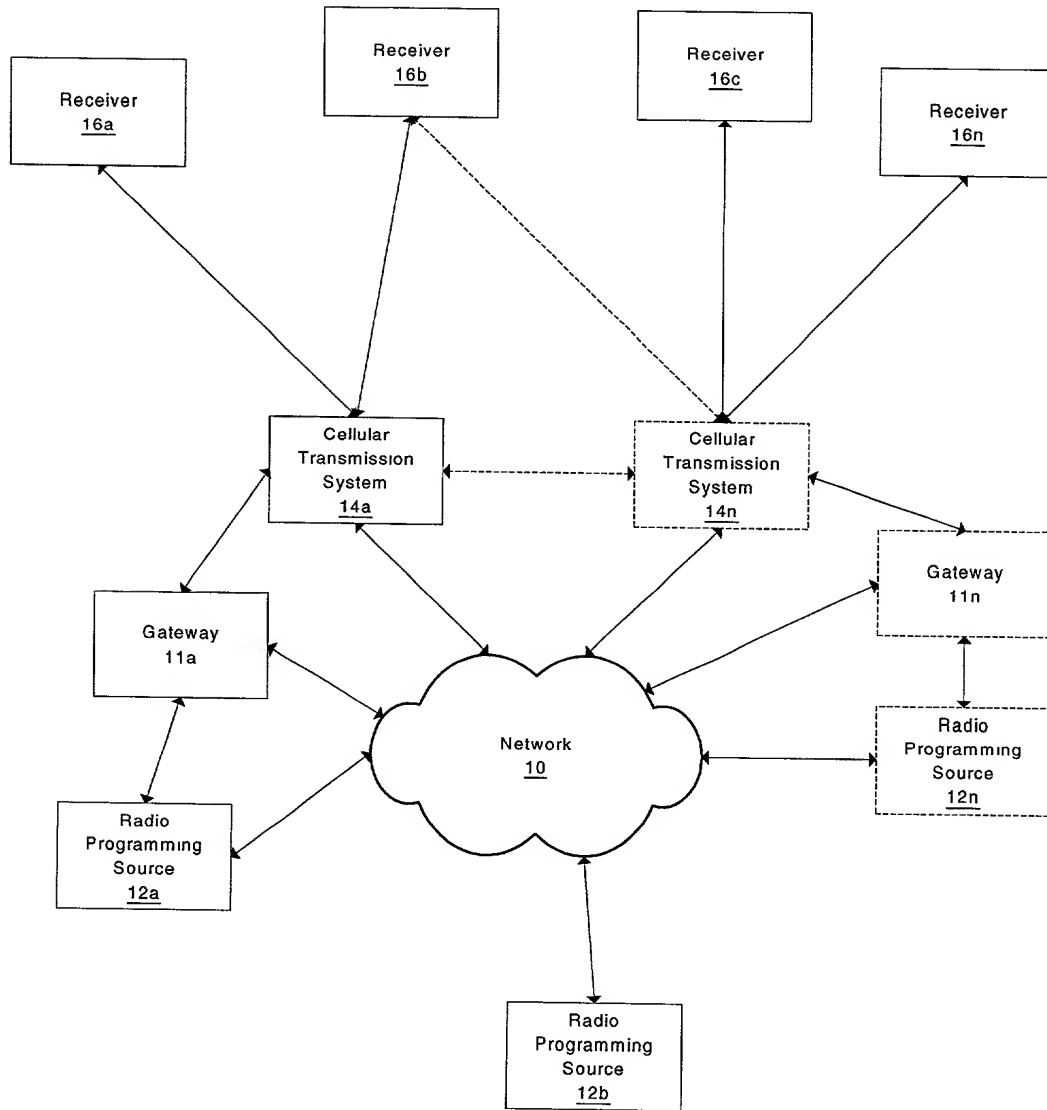 Receiver
16a
Receiver
16b
Receiver
16c
Receiver
16n
Cellular
Transmission
System
14a
Cellular
Transmission
System
14n
Gateway
11a
Gateway
11n
Network
10
Radio
Programming
Source
12a
Radio
Programming
Source
12n
Radio
Programming
Source
12b